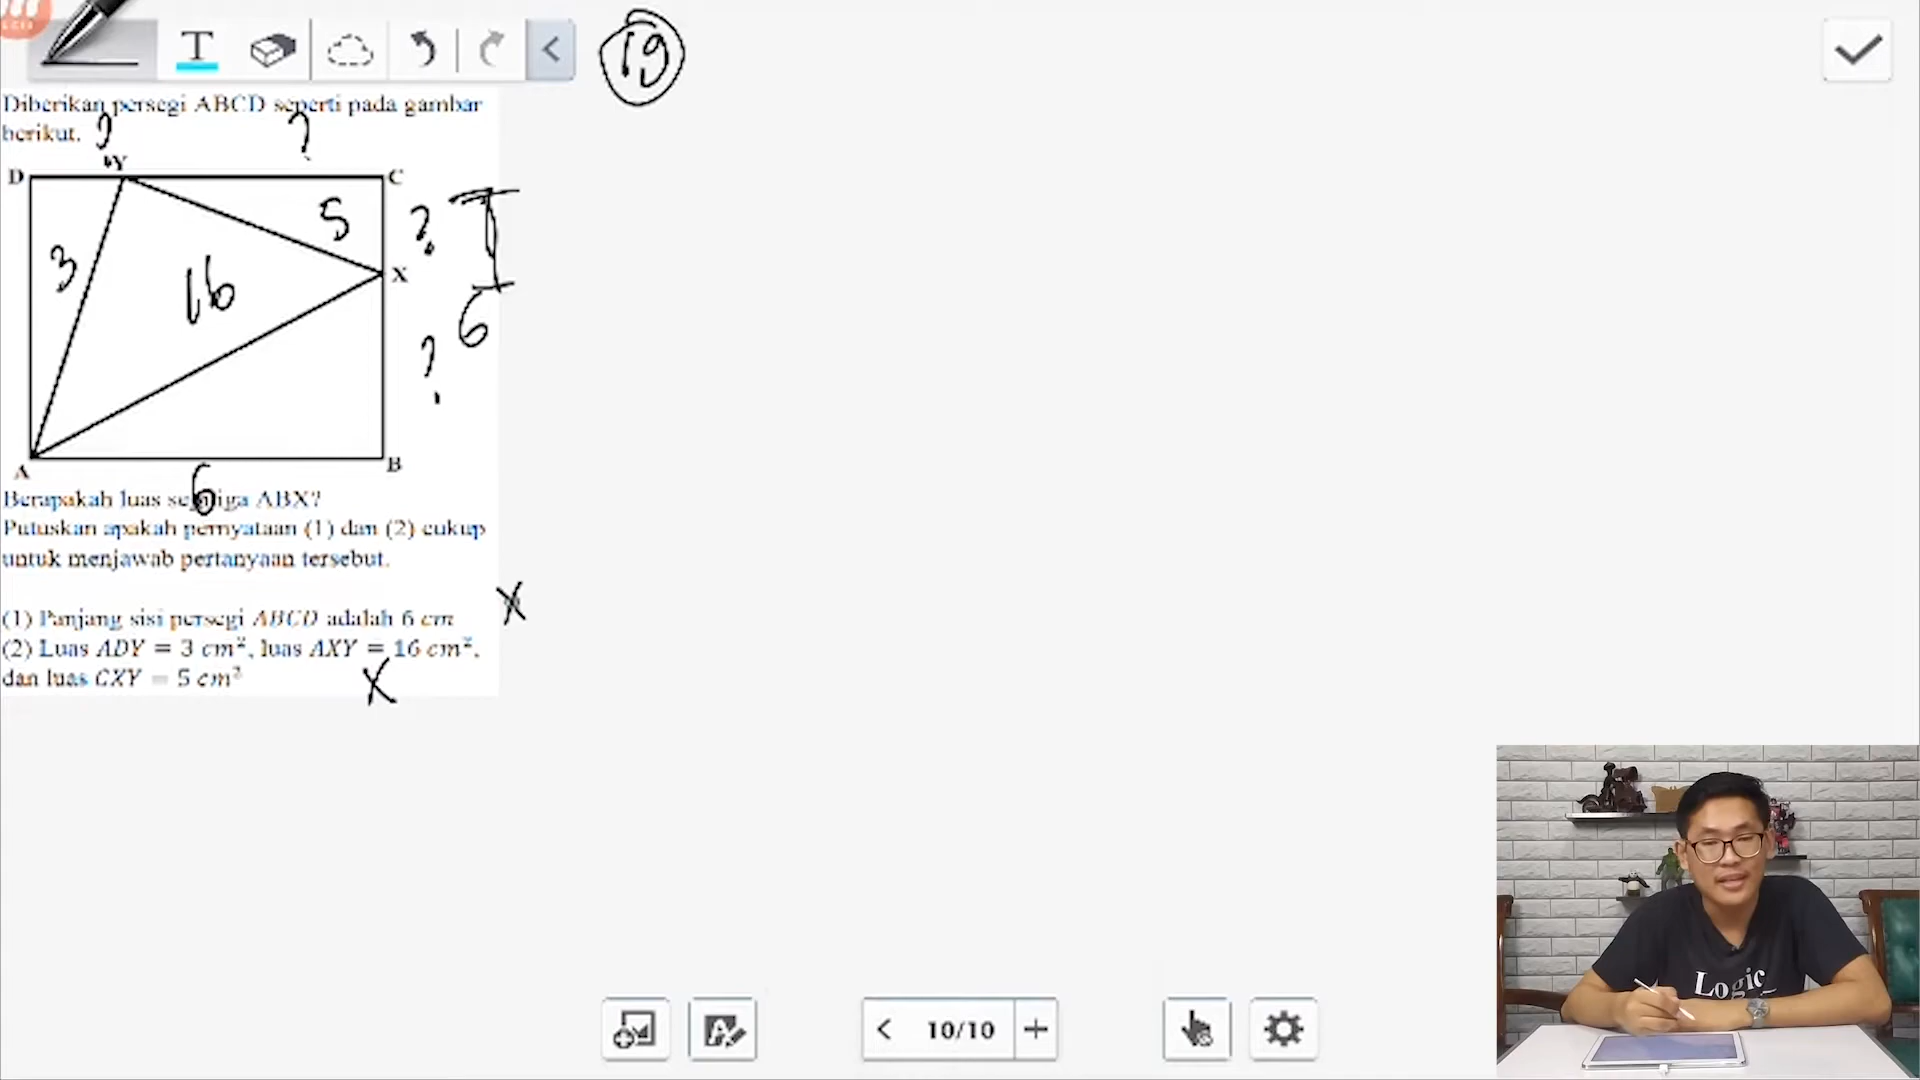 T
19
Diberikan persegi ABCD seperti pada gambar
berikut.
? ?
D Y C
5
?
3
16
X
6
?
A B
6
Berapakah luas segitiga ABX?
Putuskan apakah pernyataan (1) dan (2) cukup
untuk menjawab pertanyaan tersebut.
X
(1) Panjang sisi persegi ABCD adalah 6 cm
(2) Luas ADY = 3 cm², luas AXY = 16 cm²,
dan luas CXY = 5 cm²
X
Logic
10/10